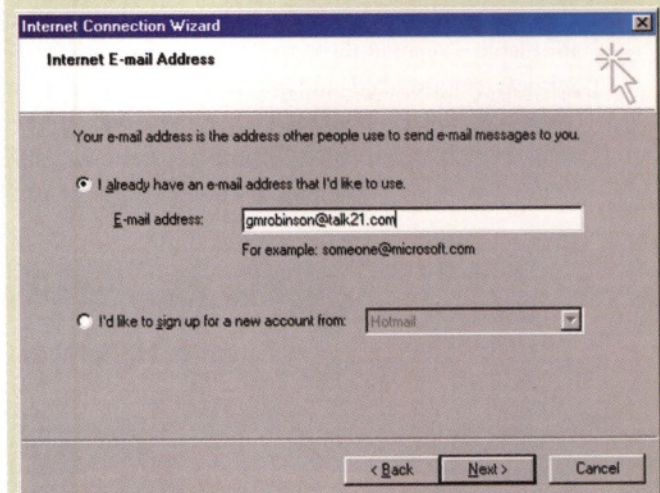 Internet Connection Wizard
Internet E-mail Address
Your e-mail address is the address other people use to send e-mail messages to you.
I already have an e-mail address that I'd like to use.
E-mail address: gmrobinson@talk21.com
For example: someone@microsoft.com
I'd like to sign up for a new account from: Hotmail
< Back Next > Cancel